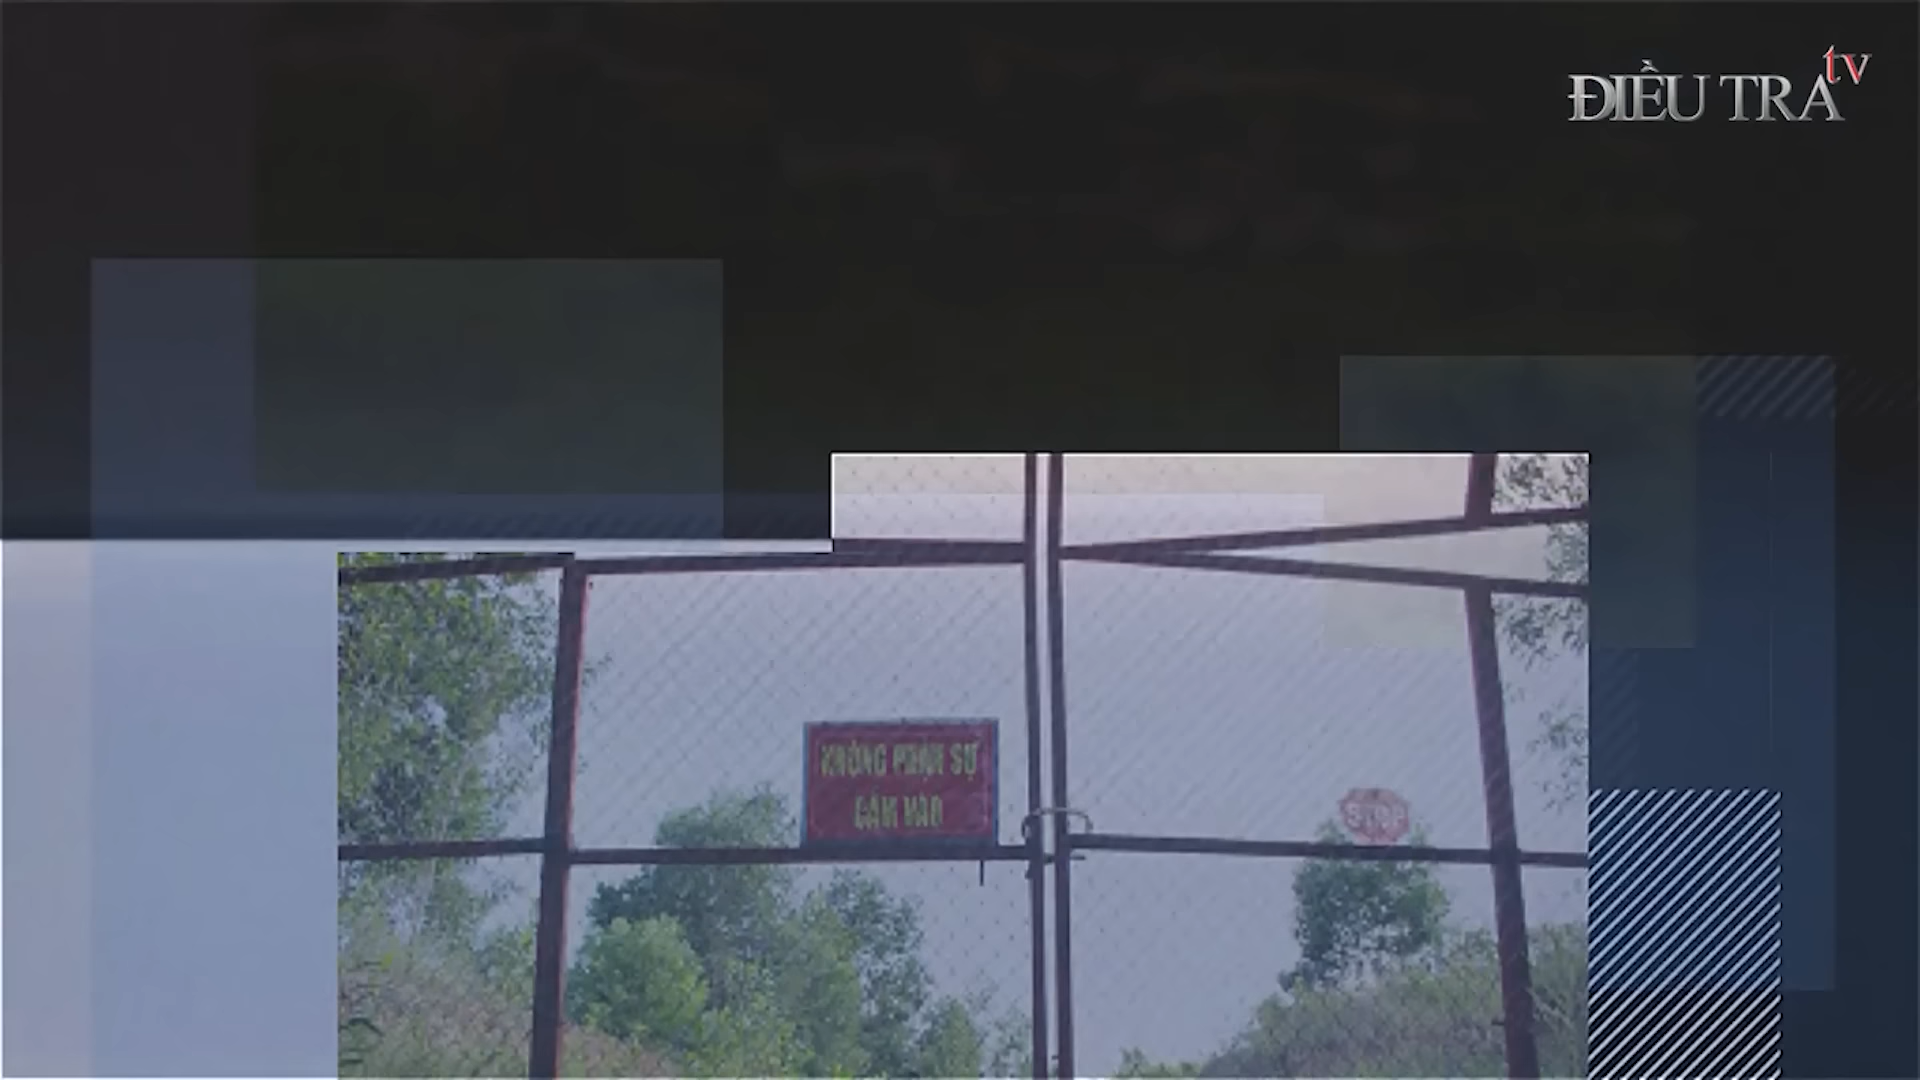 ĐIỀU TRA tv
KHÔNG PHẬN SỰ
CẤM VÀO
STOP